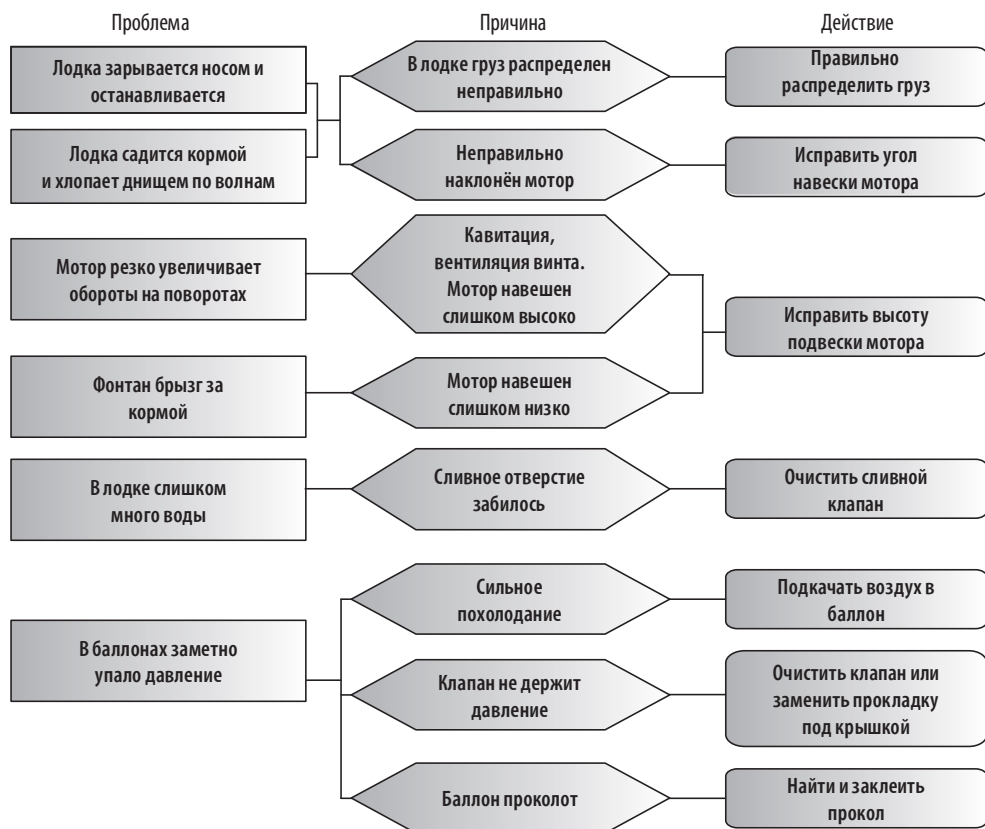 Проблема
Причина
Действие
Лодка зарывается носом и
останавливается
В лодке груз распределен
неправильно
Правильно
распределить груз
Лодка садится кормой
и хлопает днищем по волнам
Неправильно
наклонён мотор
Исправить угол
навески мотора
Мотор резко увеличивает
обороты на поворотах
Кавитация,
вентиляция винта.
Мотор навешен
слишком высоко
Исправить высоту
подвески мотора
Фонтан брызг за
кормой
Мотор навешен
слишком низко
В лодке слишком
много воды
Сливное отверстие
забилось
Очистить сливной
клапан
В баллонах заметно
упало давление
Сильное
похолодание
Подкачать воздух в
баллон
Клапан не держит
давление
Очистить клапан или
заменить прокладку
под крышкой
Баллон проколот
Найти и заклеить
прокол